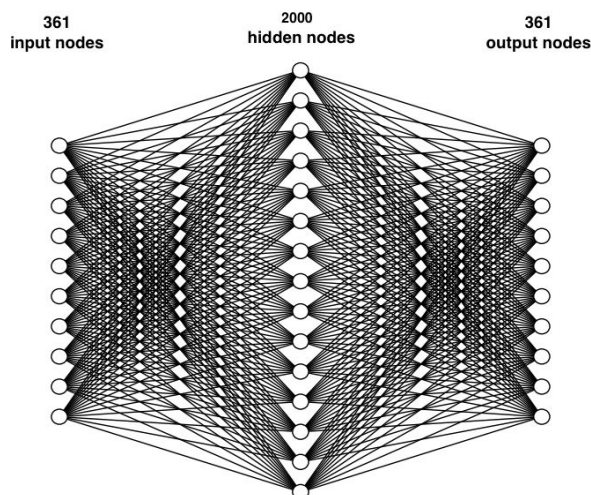 361
input nodes
2000
hidden nodes
361
output nodes